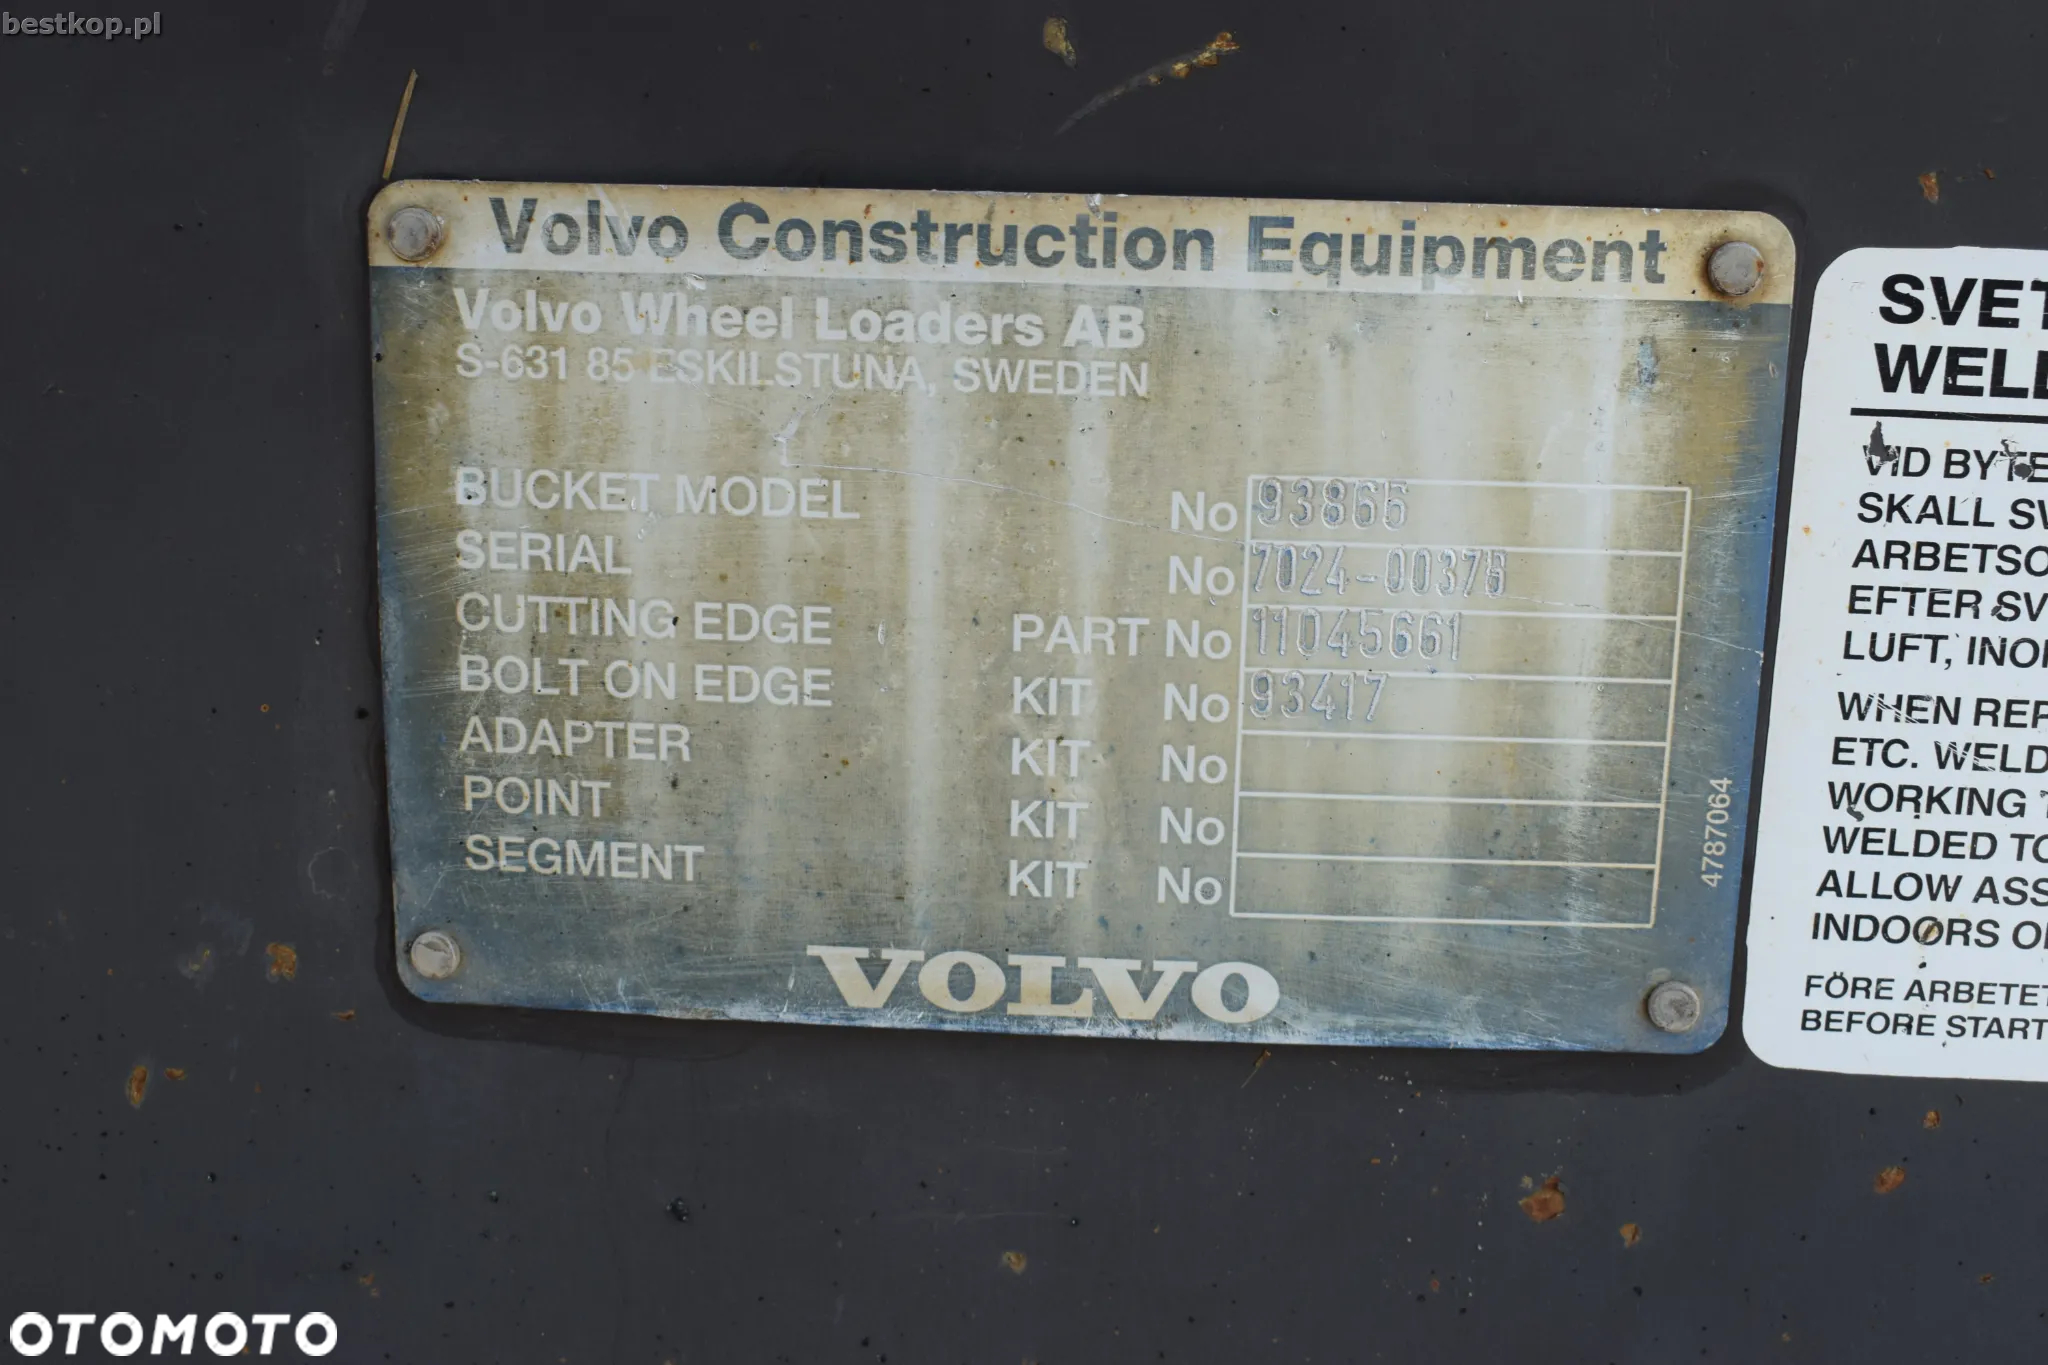 bestkop.pl
Volvo Construction Equipment
Volvo Wheel Loaders AB
S-631 85 ESKILSTUNA, SWEDEN
BUCKET MODEL No 93865
SERIAL No 7024-00378
CUTTING EDGE PART No 11045661
BOLT ON EDGE KIT No 93417
ADAPTER KIT No
POINT KIT No
SEGMENT KIT No
4787064
VOLVO
SVET
WELD
VID BYTE
SKALL SV
ARBETSO
EFTER SV
LUFT, INO
WHEN REP
ETC. WELD
WORKING
WELDED TO
ALLOW ASS
INDOORS O
FÖRE ARBETET
BEFORE START
OTOMOTO